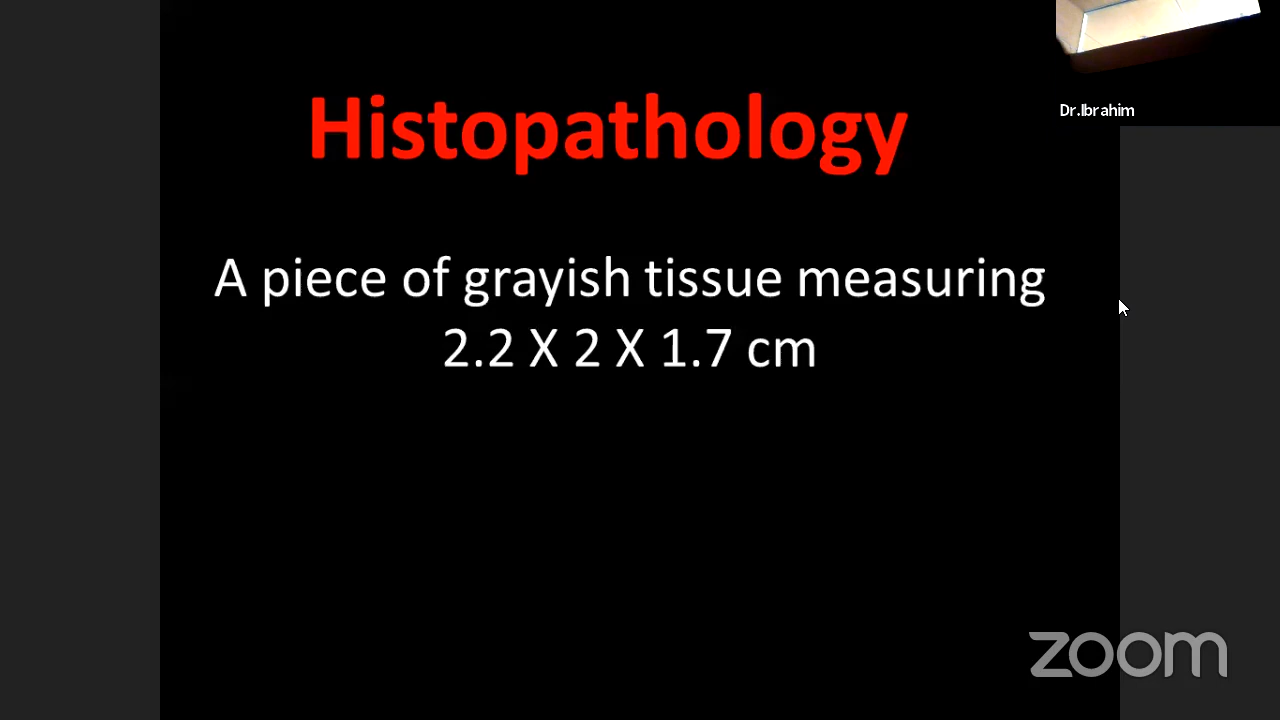 Histopathology
Dr.Ibrahim
A piece of grayish tissue measuring
2.2 X 2 X 1.7 cm
zoom